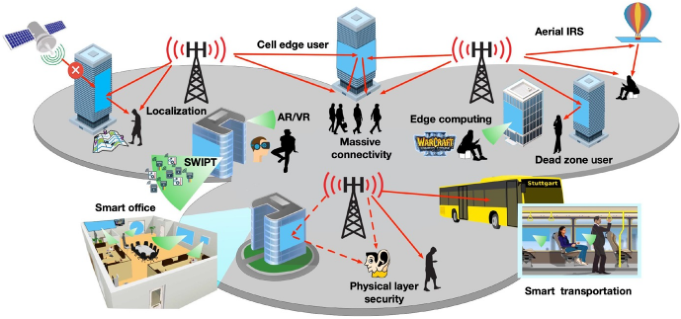 Cell edge user
Aerial IRS
Localization
AR/VR
Massive
connectivity
Edge computing
WARCRAFT
Dead zone user
SWIPT
Smart office
Stuttgart
Physical layer
security
Smart transportation